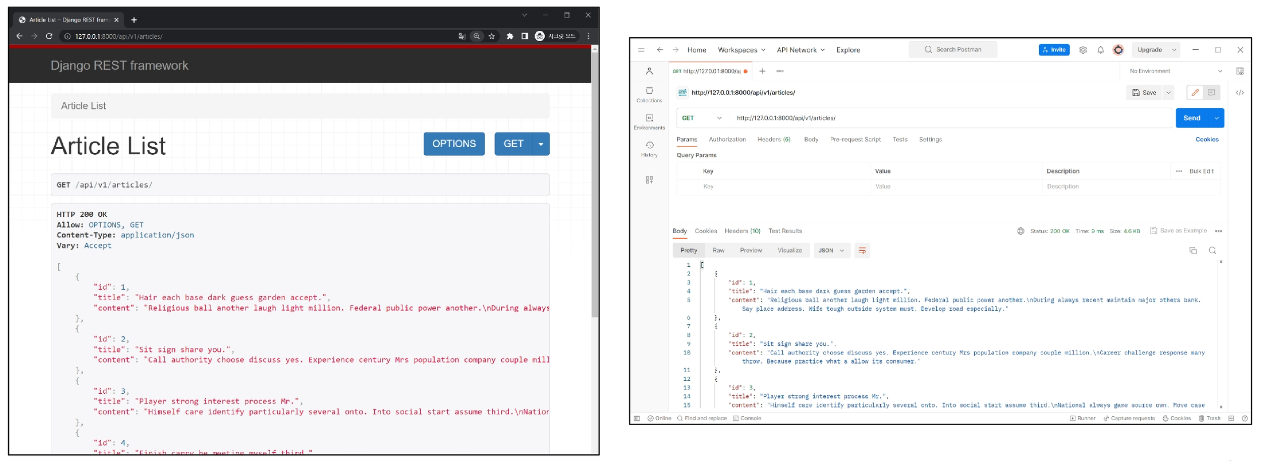 Article List – Django REST fram
127.0.0.1:8000/api/v1/articles/
Django REST framework
Article List
Article List
OPTIONS
GET
GET /api/v1/articles/
HTTP 200 OK
Allow: OPTIONS, GET
Content-Type: application/json
Vary: Accept
[
{
"id": 1,
"title": "Hair each base dark guess garden accept.",
"content": "Religious ball another laugh light million. Federal public power another.\nDuring always
},
{
"id": 2,
"title": "Sit sign share you.",
"content": "Call authority choose discuss yes. Experience century Mrs population company couple mill
},
{
"id": 3,
"title": "Player strong interest process Mr.",
"content": "Himself care identify particularly several onto. Into social start assume third.\nNation
},
{
"id": 4,
"title": "Finish carry be meeting myself third."
Home Workspaces API Network Explore
Search Postman
Invite
Upgrade
GET http://127.0.0.1:8000/ap
No Environment
http://127.0.0.1:8000/api/v1/articles/
Save
Collections
Environments
History
GET
http://127.0.0.1:8000/api/v1/articles/
Send
Params Authorization Headers (6) Body Pre-request Script Tests Settings
Cookies
Query Params
Key Value Description
Bulk Edit
Key Value Description
Body Cookies Headers (10) Test Results
Status: 200 OK Time: 9 ms Size: 4.6 KB
Save as Example
Pretty Raw Preview Visualize JSON
1 [
2 {
3 "id": 1,
4 "title": "Hair each base dark guess garden accept.",
5 "content": "Religious ball another laugh light million. Federal public power another.\nDuring always recent maintain major others bank.
Say place address. Wife tough outside system must. Develop road especially."
6 },
7 {
8 "id": 2,
9 "title": "Sit sign share you.",
10 "content": "Call authority choose discuss yes. Experience century Mrs population company couple million.\nCareer challenge response many
throw. Because practice what a allow its consumer."
11 },
12 {
13 "id": 3,
14 "title": "Player strong interest process Mr.",
15 "content": "Himself care identify particularly several onto. Into social start assume third.\nNational always game source own. Move case
Online Find and replace Console
Runner Capture requests Cookies Trash